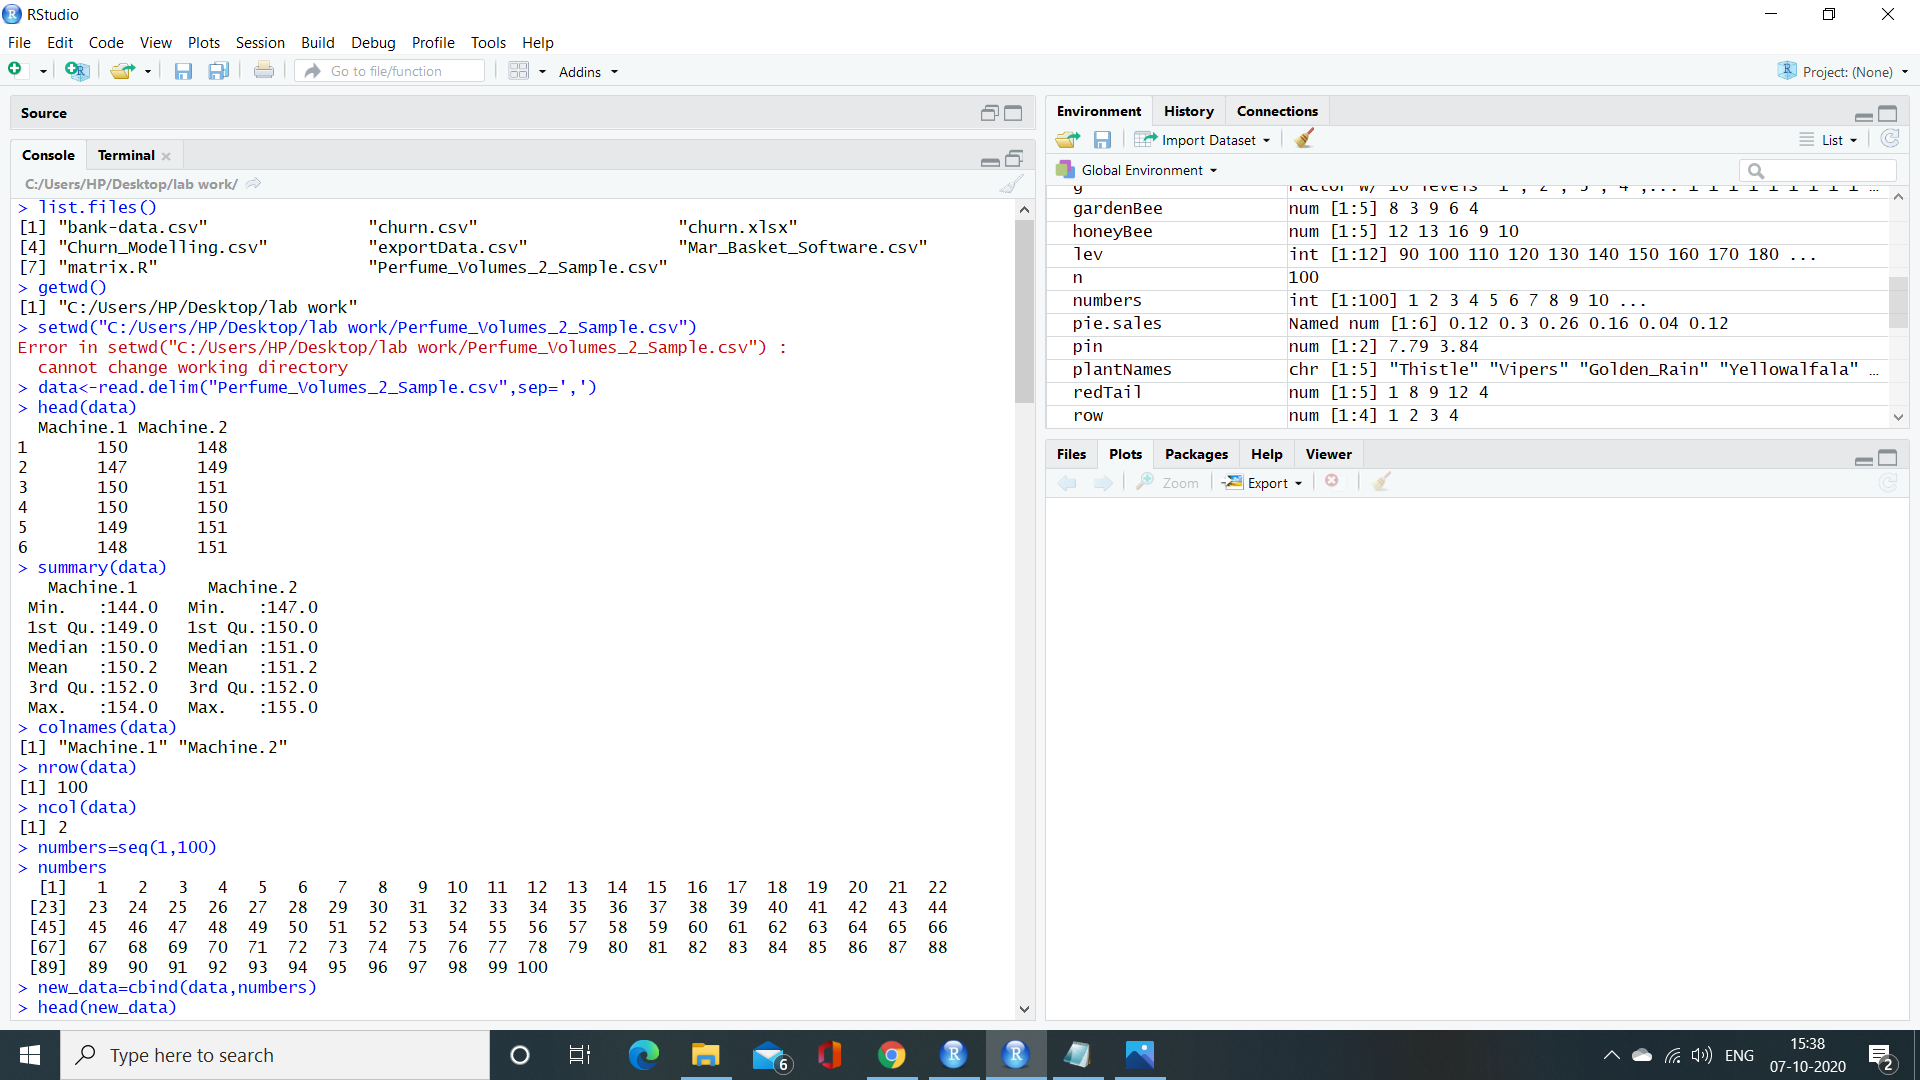 RStudio
File Edit Code View Plots Session Build Debug Profile Tools Help
Go to file/function Addins Project: (None)
Source
Console Terminal
C:/Users/HP/Desktop/lab work/
> list.files()
[1] "bank-data.csv" "churn.csv" "churn.xlsx"
[4] "Churn_Modelling.csv" "exportData.csv" "Mar_Basket_Software.csv"
[7] "matrix.R" "Perfume_Volumes_2_Sample.csv"
> getwd()
[1] "C:/Users/HP/Desktop/lab work"
> setwd("C:/Users/HP/Desktop/lab work/Perfume_Volumes_2_Sample.csv")
Error in setwd("C:/Users/HP/Desktop/lab work/Perfume_Volumes_2_Sample.csv") :
cannot change working directory
> data<-read.delim("Perfume_Volumes_2_Sample.csv",sep=',')
> head(data)
Machine.1 Machine.2
1 150 148
2 147 149
3 150 151
4 150 150
5 149 151
6 148 151
> summary(data)
Machine.1 Machine.2
Min. :144.0 Min. :147.0
1st Qu.:149.0 1st Qu.:150.0
Median :150.0 Median :151.0
Mean :150.2 Mean :151.2
3rd Qu.:152.0 3rd Qu.:152.0
Max. :154.0 Max. :155.0
> colnames(data)
[1] "Machine.1" "Machine.2"
> nrow(data)
[1] 100
> ncol(data)
[1] 2
> numbers=seq(1,100)
> numbers
[1] 1 2 3 4 5 6 7 8 9 10 11 12 13 14 15 16 17 18 19 20 21 22
[23] 23 24 25 26 27 28 29 30 31 32 33 34 35 36 37 38 39 40 41 42 43 44
[45] 45 46 47 48 49 50 51 52 53 54 55 56 57 58 59 60 61 62 63 64 65 66
[67] 67 68 69 70 71 72 73 74 75 76 77 78 79 80 81 82 83 84 85 86 87 88
[89] 89 90 91 92 93 94 95 96 97 98 99 100
> new_data=cbind(data,numbers)
> head(new_data)
Environment History Connections
Import Dataset List
Global Environment
gardenBee num [1:5] 8 3 9 6 4
honeyBee num [1:5] 12 13 16 9 10
lev int [1:12] 90 100 110 120 130 140 150 160 170 180 ...
n 100
numbers int [1:100] 1 2 3 4 5 6 7 8 9 10 ...
pie.sales Named num [1:6] 0.12 0.3 0.26 0.16 0.04 0.12
pin num [1:2] 7.79 3.84
plantNames chr [1:5] "Thistle" "Vipers" "Golden_Rain" "Yellowalfala" …
redTail num [1:5] 1 8 9 12 4
row num [1:4] 1 2 3 4
Files Plots Packages Help Viewer
Zoom Export
Type here to search
6
ENG
15:38
07-10-2020
2